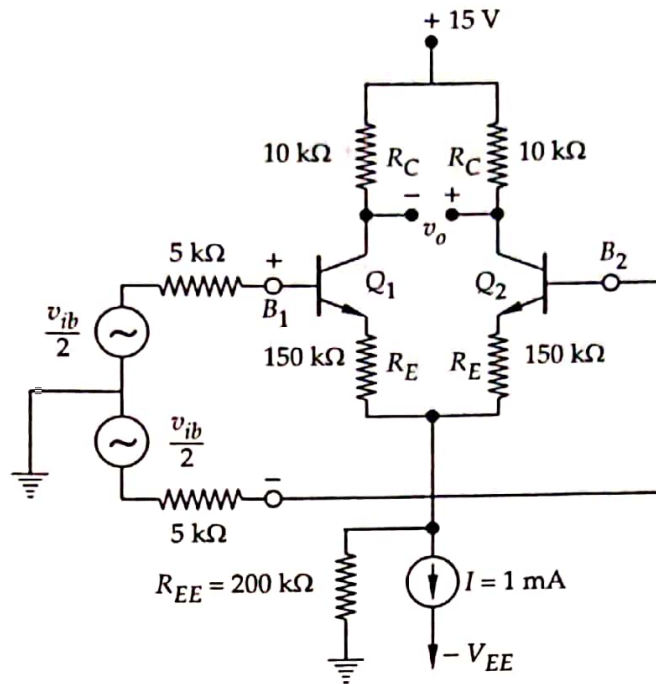 + 15 V
10 kΩ R_C R_C 10 kΩ
− +
v_o
5 kΩ
+
B_1
Q_1 Q_2
B_2
v_ib/2
150 kΩ R_E R_E 150 kΩ
v_ib/2
−
5 kΩ
R_EE = 200 kΩ
I = 1 mA
− V_EE